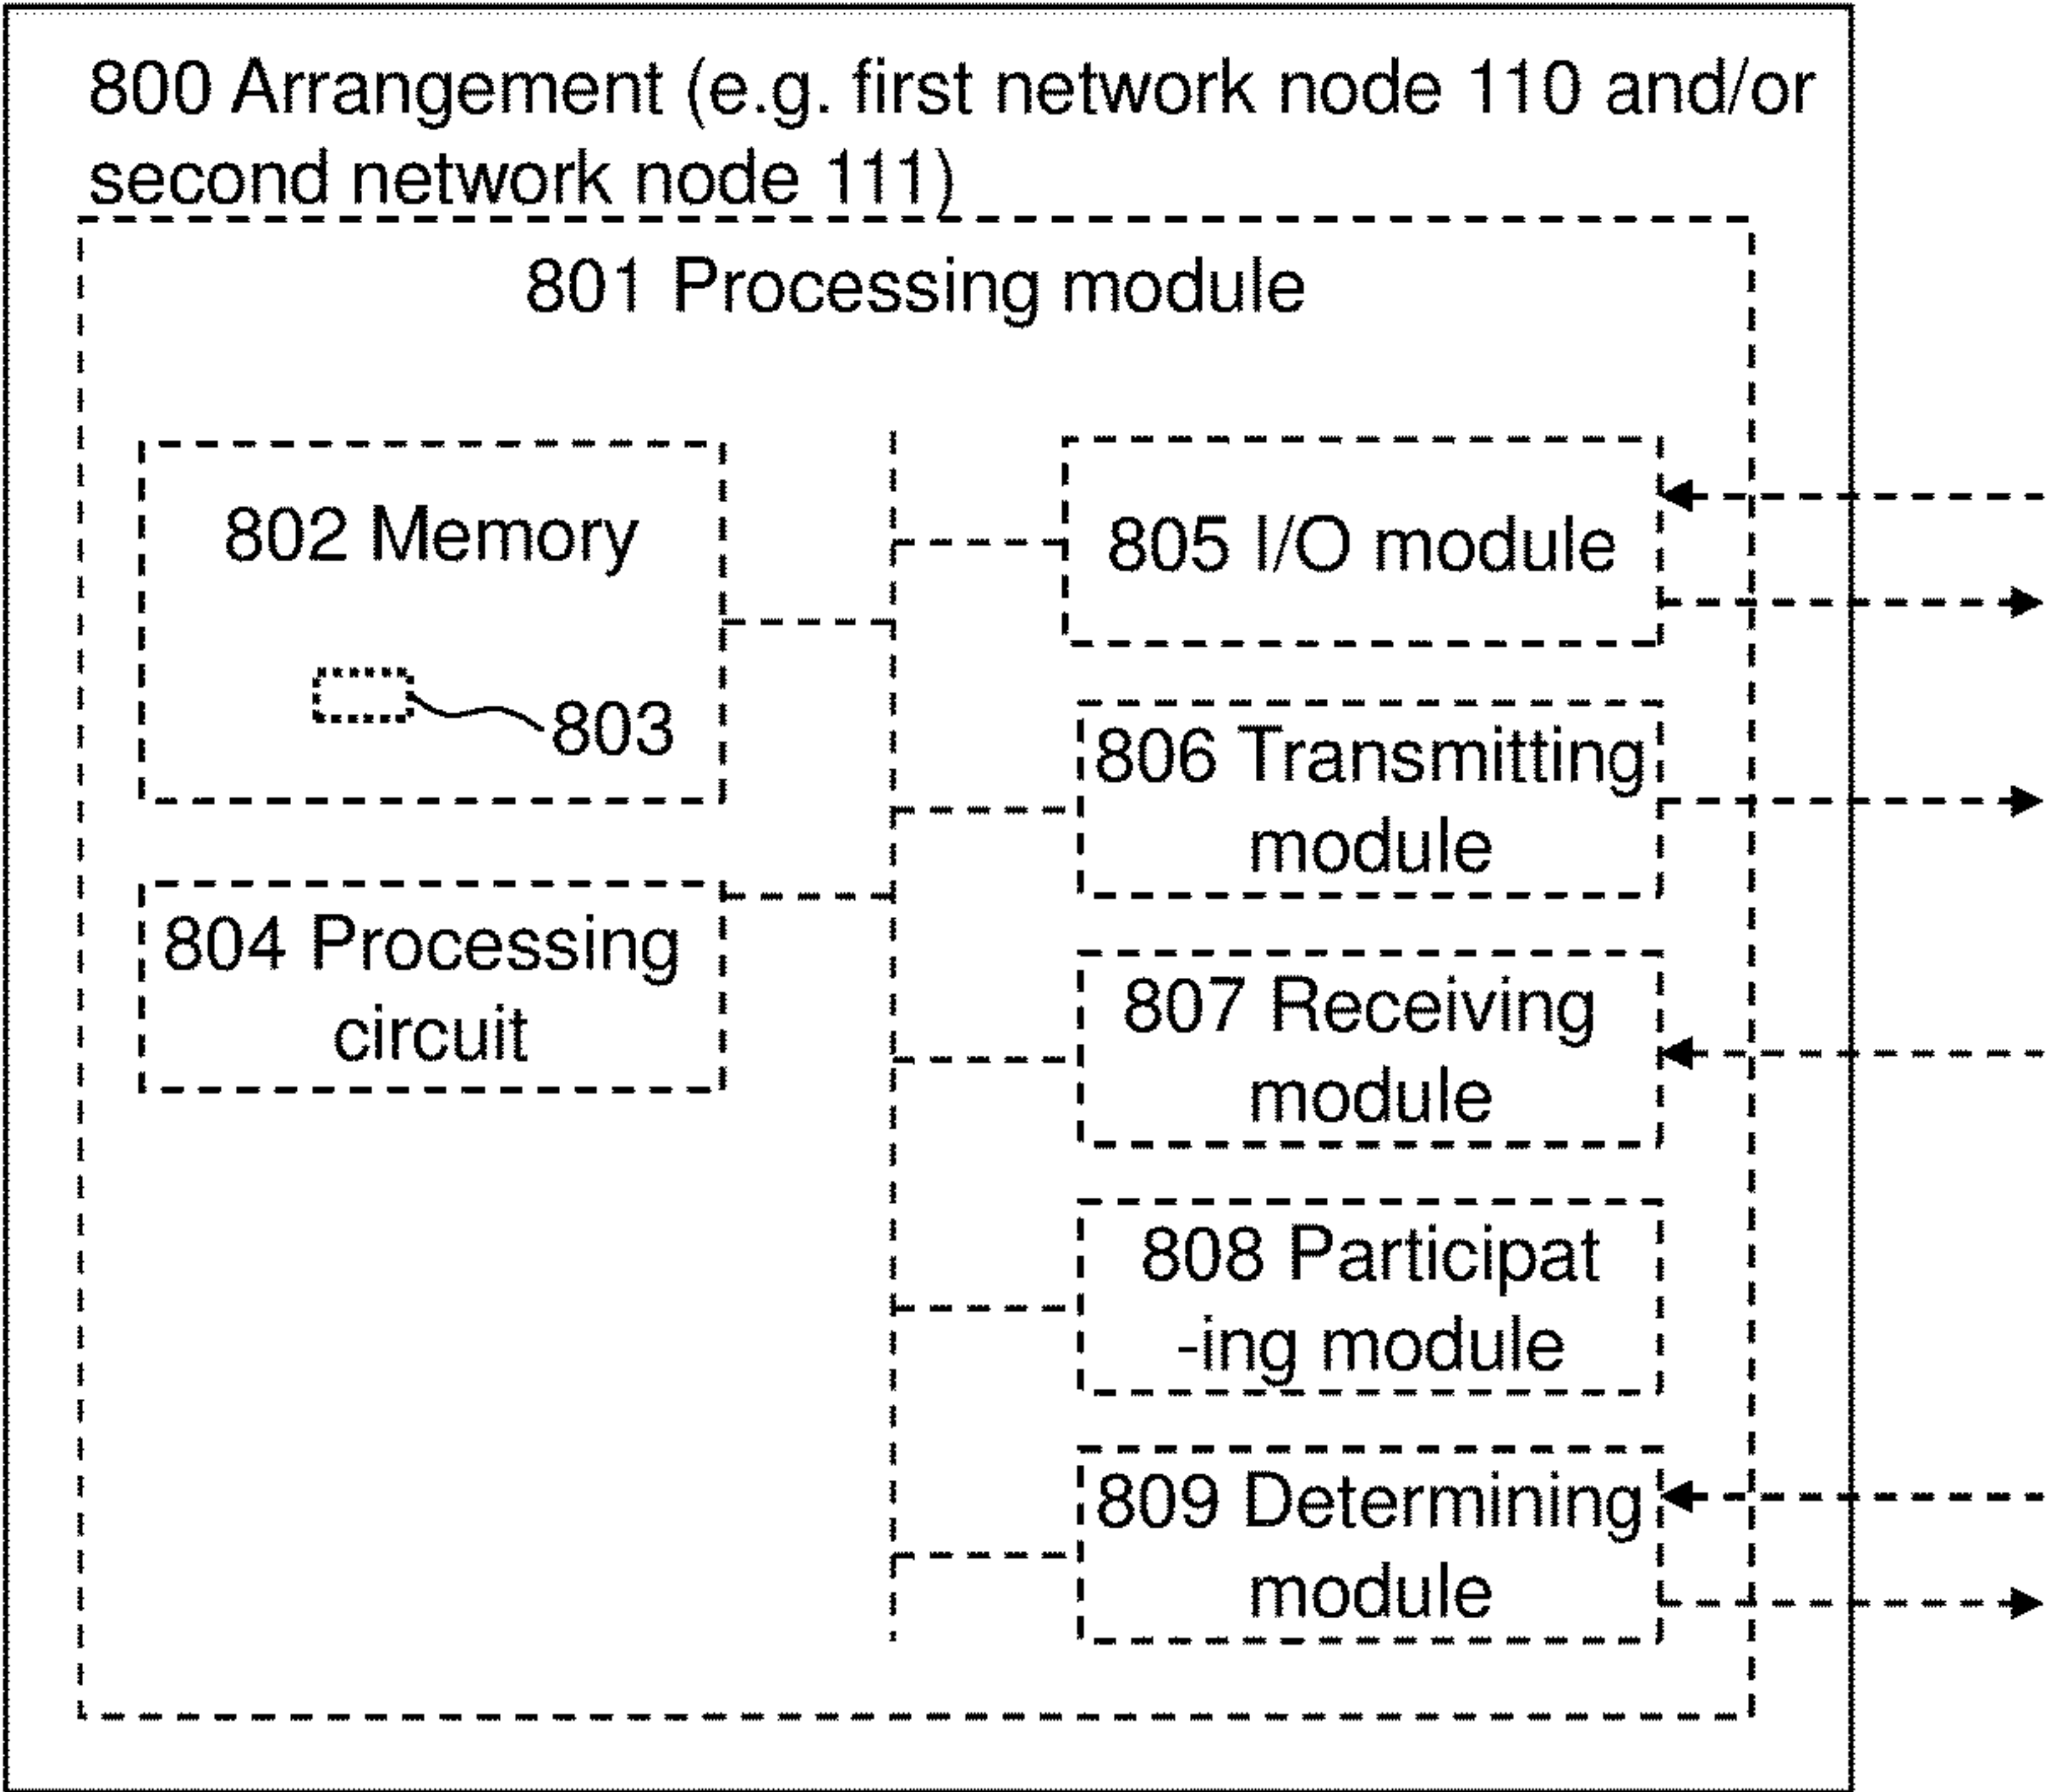 800 Arrangement (e.g. first network node 110 and/or
second network node 111)
801 Processing module
802 Memory
803
804 Processing
circuit
805 I/O module
806 Transmitting
module
807 Receiving
module
808 Participat
-ing module
809 Determining
module